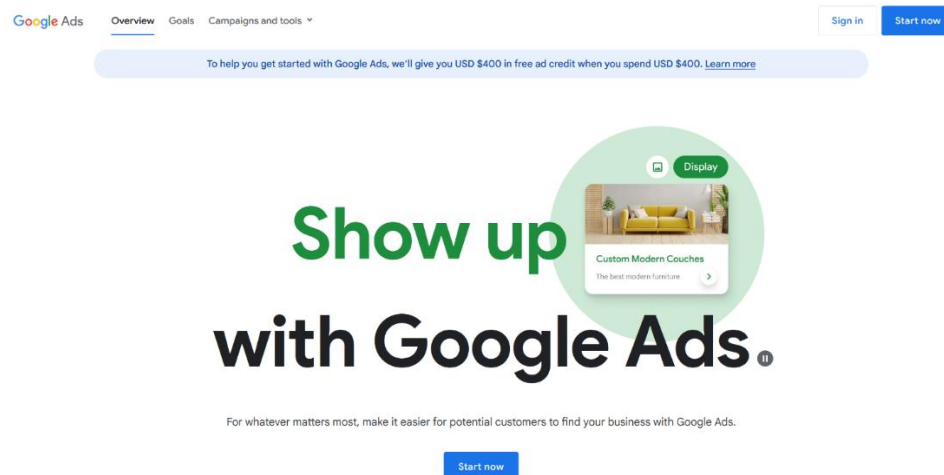 Google Ads
Overview
Goals
Campaigns and tools
Sign in
Start now
To help you get started with Google Ads, we'll give you USD $400 in free ad credit when you spend USD $400. Learn more
Display
Show up
Custom Modern Couches
The best modern furniture
with Google Ads.
For whatever matters most, make it easier for potential customers to find your business with Google Ads.
Start now